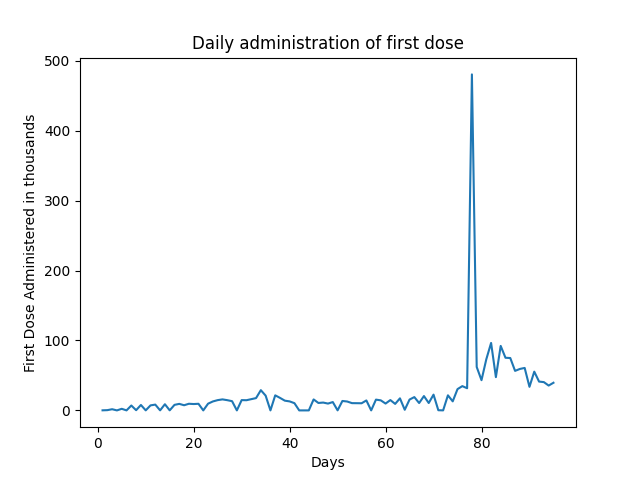 Daily administration of first dose
First Dose Administered in thousands
500
400
300
200
100
0
0 20 40 60 80
Days